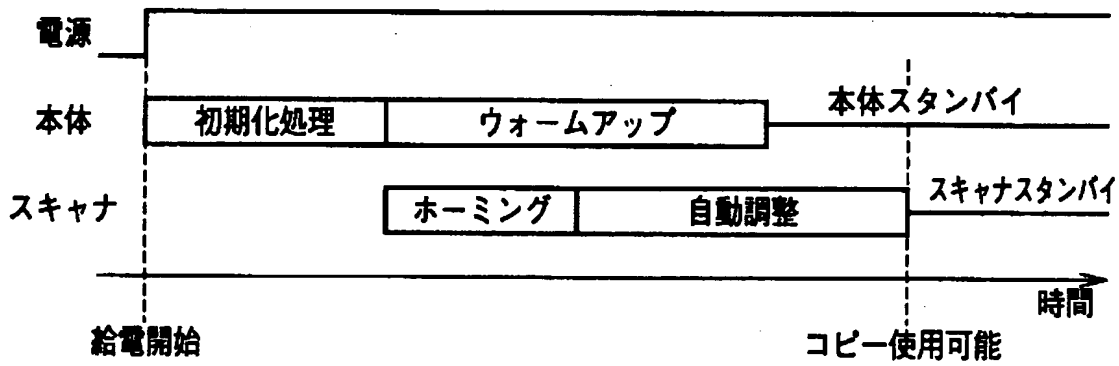 電源
本体
初期化処理
ウォームアップ
本体スタンバイ
スキャナ
ホーミング
自動調整
スキャナスタンバイ
時間
給電開始
コピー使用可能